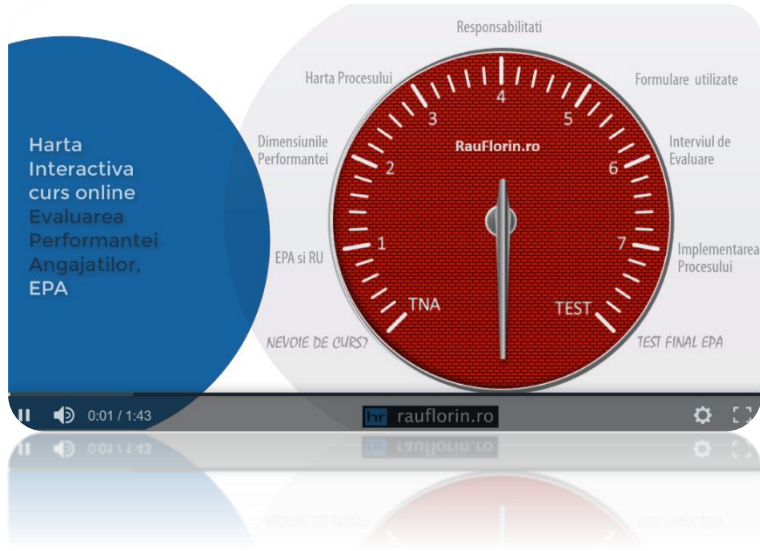 Harta
Interactiva
curs online
Evaluarea
Performantei
Angajatilor,
EPA
Responsabilitati
Harta Procesului
Formulare utilizate
Dimensiunile
Performantei
Interviul de
Evaluare
EPA si RU
Implementarea
Procesului
NEVOIE DE CURS?
TEST FINAL EPA
RauFlorin.ro
TNA
1
2
3
4
5
6
7
TEST
0:01 / 1:43
hr rauflorin.ro